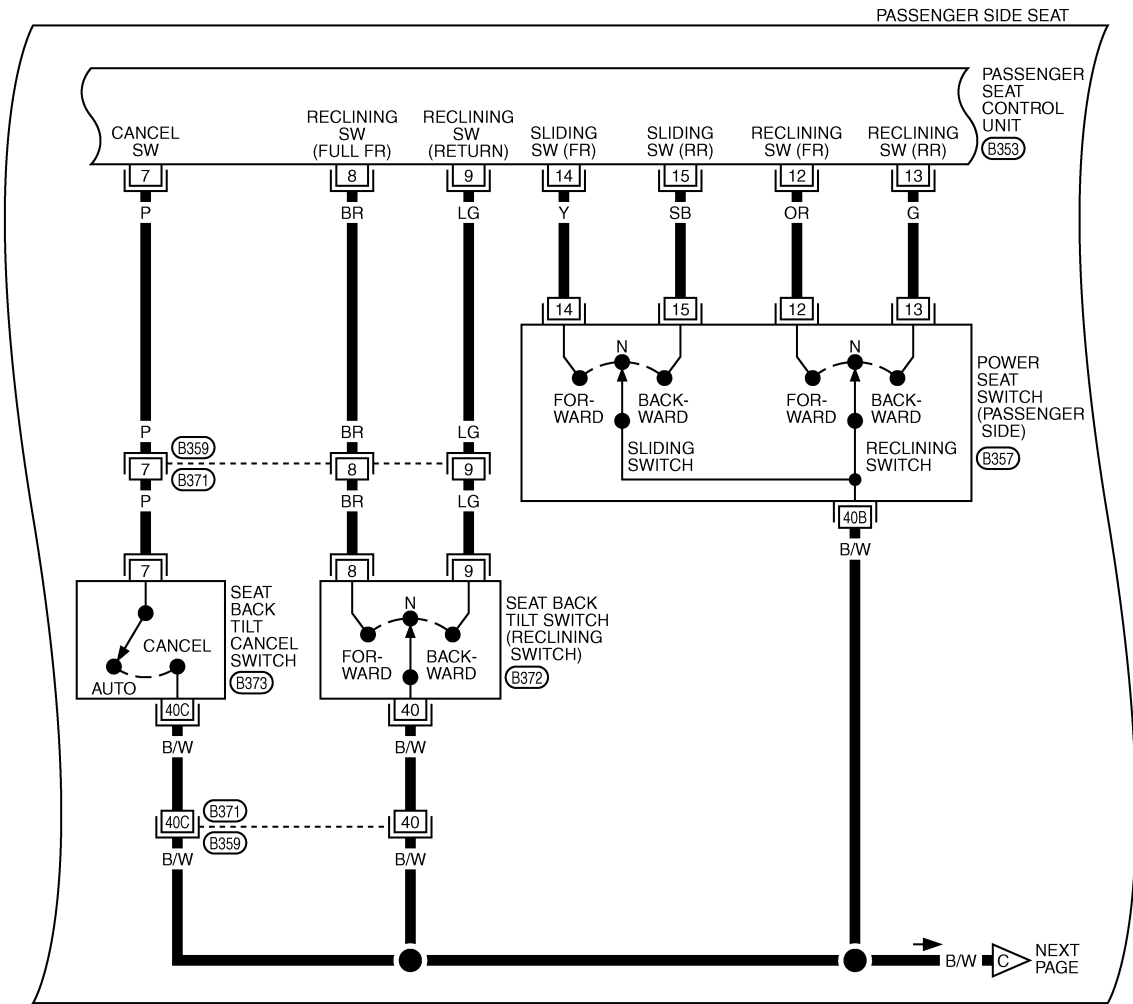 PASSENGER SIDE SEAT
PASSENGER
SEAT
CONTROL
UNIT
B353
CANCEL
SW
RECLINING
SW
(FULL FR)
RECLINING
SW
(RETURN)
SLIDING
SW (FR)
SLIDING
SW (RR)
RECLINING
SW (FR)
RECLINING
SW (RR)
7 8 9 14 15 12 13
P BR LG Y SB OR G
14 15 12 13
N N
FOR-
WARD
BACK-
WARD
SLIDING
SWITCH
FOR-
WARD
BACK-
WARD
RECLINING
SWITCH
POWER
SEAT
SWITCH
(PASSENGER
SIDE)
B357
40B
B/W
P BR LG
B359
7 8 9
B371
P BR LG
7 8 9
CANCEL
AUTO
SEAT
BACK
TILT
CANCEL
SWITCH
B373
N
FOR-
WARD
BACK-
WARD
SEAT BACK
TILT SWITCH
(RECLINING
SWITCH)
B372
40C 40
B/W B/W
B371
40C 40
B359
B/W B/W
B/W C
NEXT
PAGE